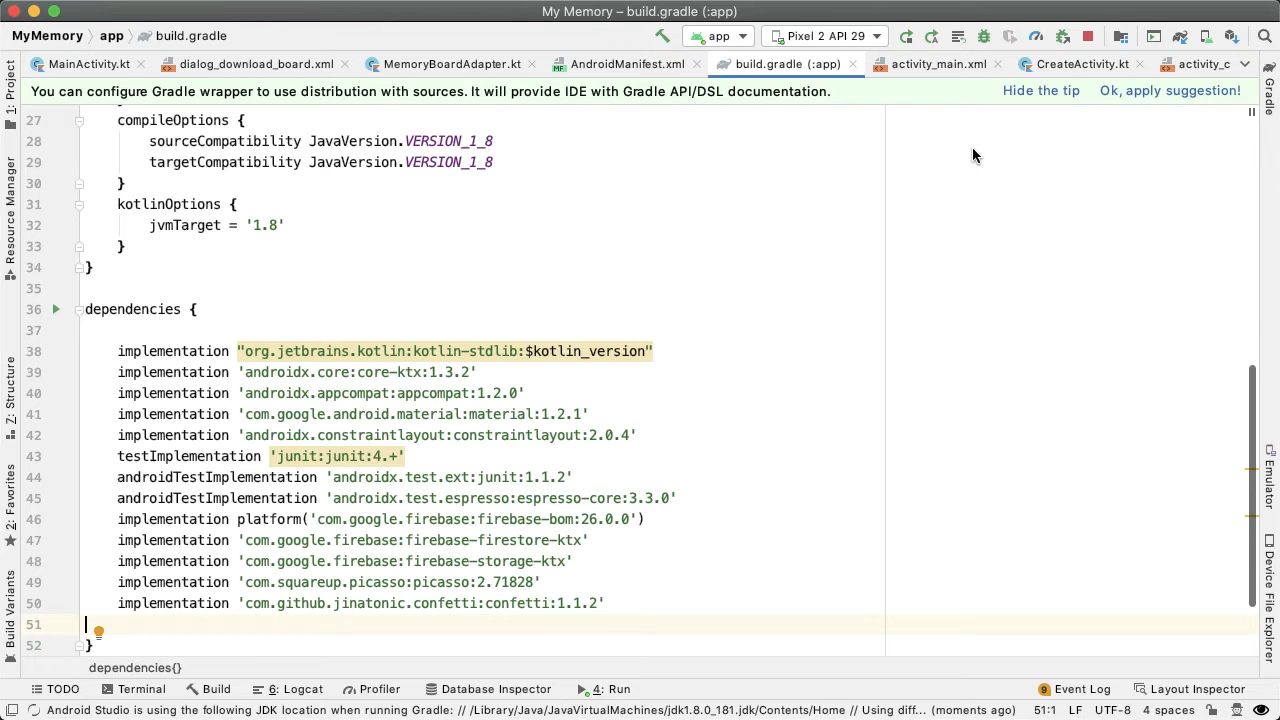 My Memory – build.gradle (:app)
MyMemory app build.gradle app Pixel 2 API 29
MainActivity.kt dialog_download_board.xml MemoryBoardAdapter.kt AndroidManifest.xml build.gradle (:app) activity_main.xml CreateActivity.kt activity_c
You can configure Gradle wrapper to use distribution with sources. It will provide IDE with Gradle API/DSL documentation. Hide the tip Ok, apply suggestion!
27 compileOptions {
28 sourceCompatibility JavaVersion.VERSION_1_8
29 targetCompatibility JavaVersion.VERSION_1_8
30 }
31 kotlinOptions {
32 jvmTarget = '1.8'
33 }
34 }
35
36 dependencies {
37
38 implementation "org.jetbrains.kotlin:kotlin-stdlib:$kotlin_version"
39 implementation 'androidx.core:core-ktx:1.3.2'
40 implementation 'androidx.appcompat:appcompat:1.2.0'
41 implementation 'com.google.android.material:material:1.2.1'
42 implementation 'androidx.constraintlayout:constraintlayout:2.0.4'
43 testImplementation 'junit:junit:4.+'
44 androidTestImplementation 'androidx.test.ext:junit:1.1.2'
45 androidTestImplementation 'androidx.test.espresso:espresso-core:3.3.0'
46 implementation platform('com.google.firebase:firebase-bom:26.0.0')
47 implementation 'com.google.firebase:firebase-firestore-ktx'
48 implementation 'com.google.firebase:firebase-storage-ktx'
49 implementation 'com.squareup.picasso:picasso:2.71828'
50 implementation 'com.github.jinatonic.confetti:confetti:1.1.2'
51
52 }
dependencies{}
1: Project
Resource Manager
Z: Structure
2: Favorites
Build Variants
Gradle
Emulator
Device File Explorer
TODO Terminal Build 6: Logcat Profiler Database Inspector 4: Run 9 Event Log Layout Inspector
Android Studio is using the following JDK location when running Gradle: // /Library/Java/JavaVirtualMachines/jdk1.8.0_181.jdk/Contents/Home // Using diff... (moments ago) 51:1 LF UTF-8 4 spaces